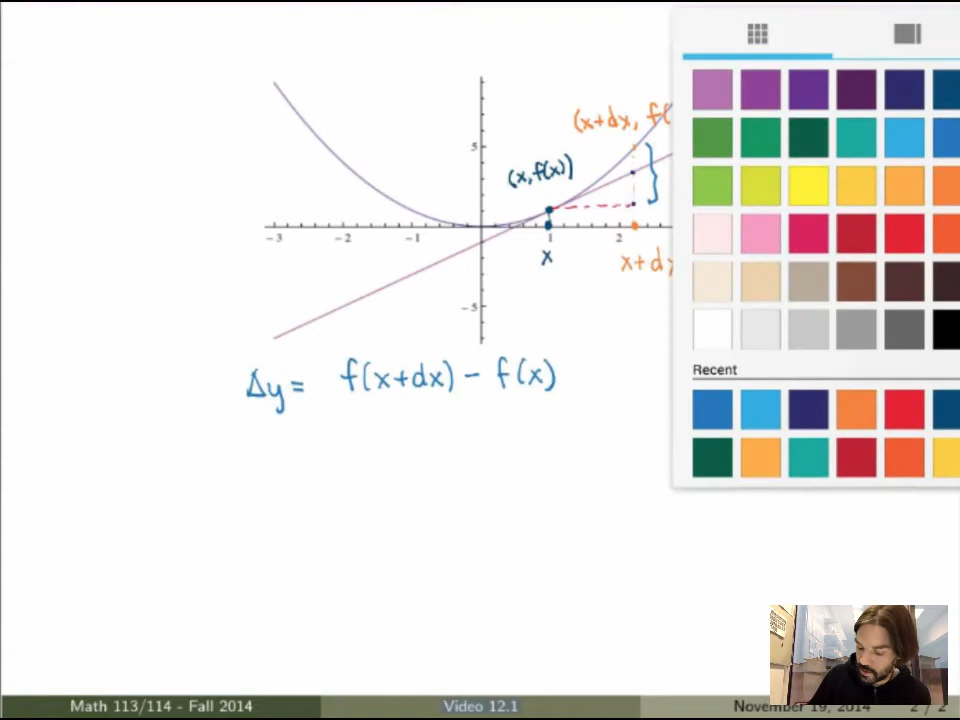 5
(x+dx, f(
(x,f(x))
-3
-2
-1
1
2
x
x+dx
-5
Δy = f(x+dx) - f(x)
Recent
Math 113/114 - Fall 2014
Video 12.1
November 19, 2014
2 / 2